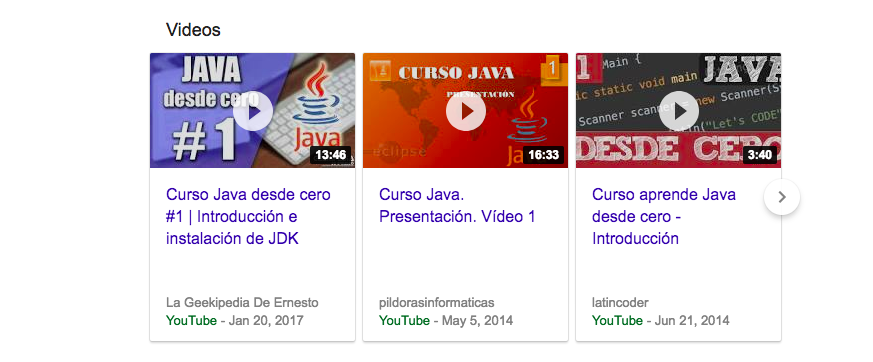 Videos
JAVA
desde cero
#1
Java
13:46
1
CURSO JAVA
PRESENTACIÓN
eclipse
16:33
1
Main {
JAVA
static void main
Scanner scanner = new Scanner(Sy
("Let's CODE"
DESDE CERO
3:40
Curso Java desde cero
#1 | Introducción e
instalación de JDK
La Geekipedia De Ernesto
YouTube - Jan 20, 2017
Curso Java.
Presentación. Vídeo 1
pildorasinformaticas
YouTube - May 5, 2014
Curso aprende Java
desde cero -
Introducción
latincoder
YouTube - Jun 21, 2014